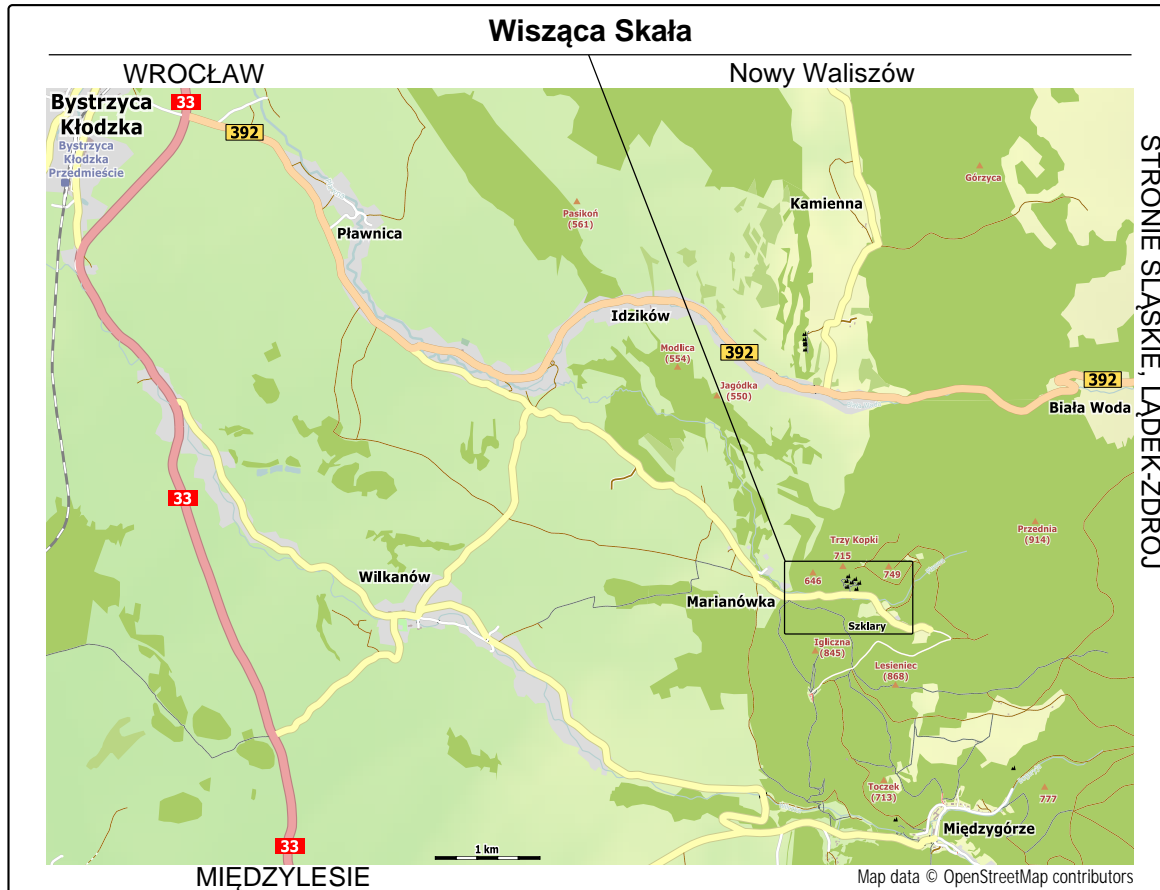 Wisząca Skała
WROCŁAW
Nowy Waliszów
Bystrzyca
Kłodzka
33
392
Bystrzyca
Kłodzka
Przedmieście
STRONIE ŚLĄSKIE, LĄDEK-ZDRÓJ
Górzyca
Kamienna
Pasikoń
(561)
Pławnica
Idzików
Modlica
(554)
392
Jagódka
(550)
392
Biała Woda
33
Przednia
(914)
Trzy Kopki
715
646
749
Wilkanów
Marianówka
Szklary
Igliczna
(845)
Lesieniec
(868)
Toczek
(713)
777
Międzygórze
33
1 km
MIĘDZYLESIE
Map data © OpenStreetMap contributors